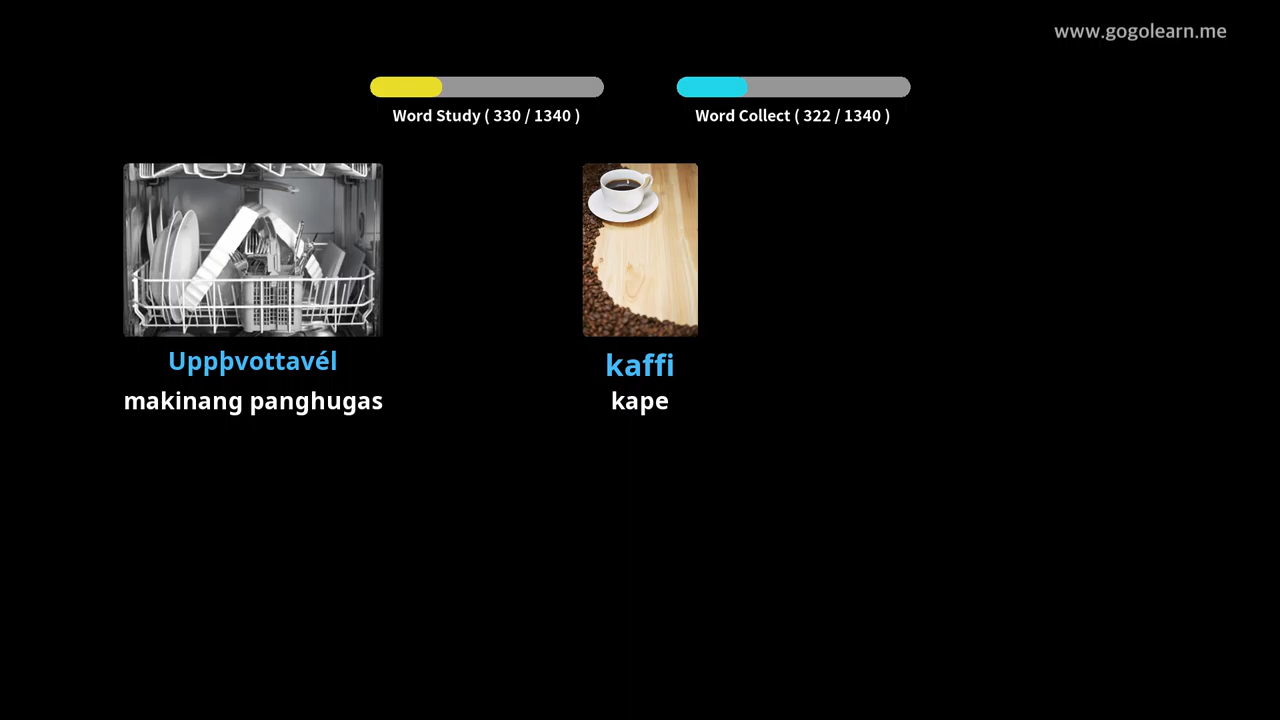 www.gogolearn.me
Word Study ( 330 / 1340 )
Word Collect ( 322 / 1340 )
Uppþvottavél
makinang panghugas
kaffi
kape